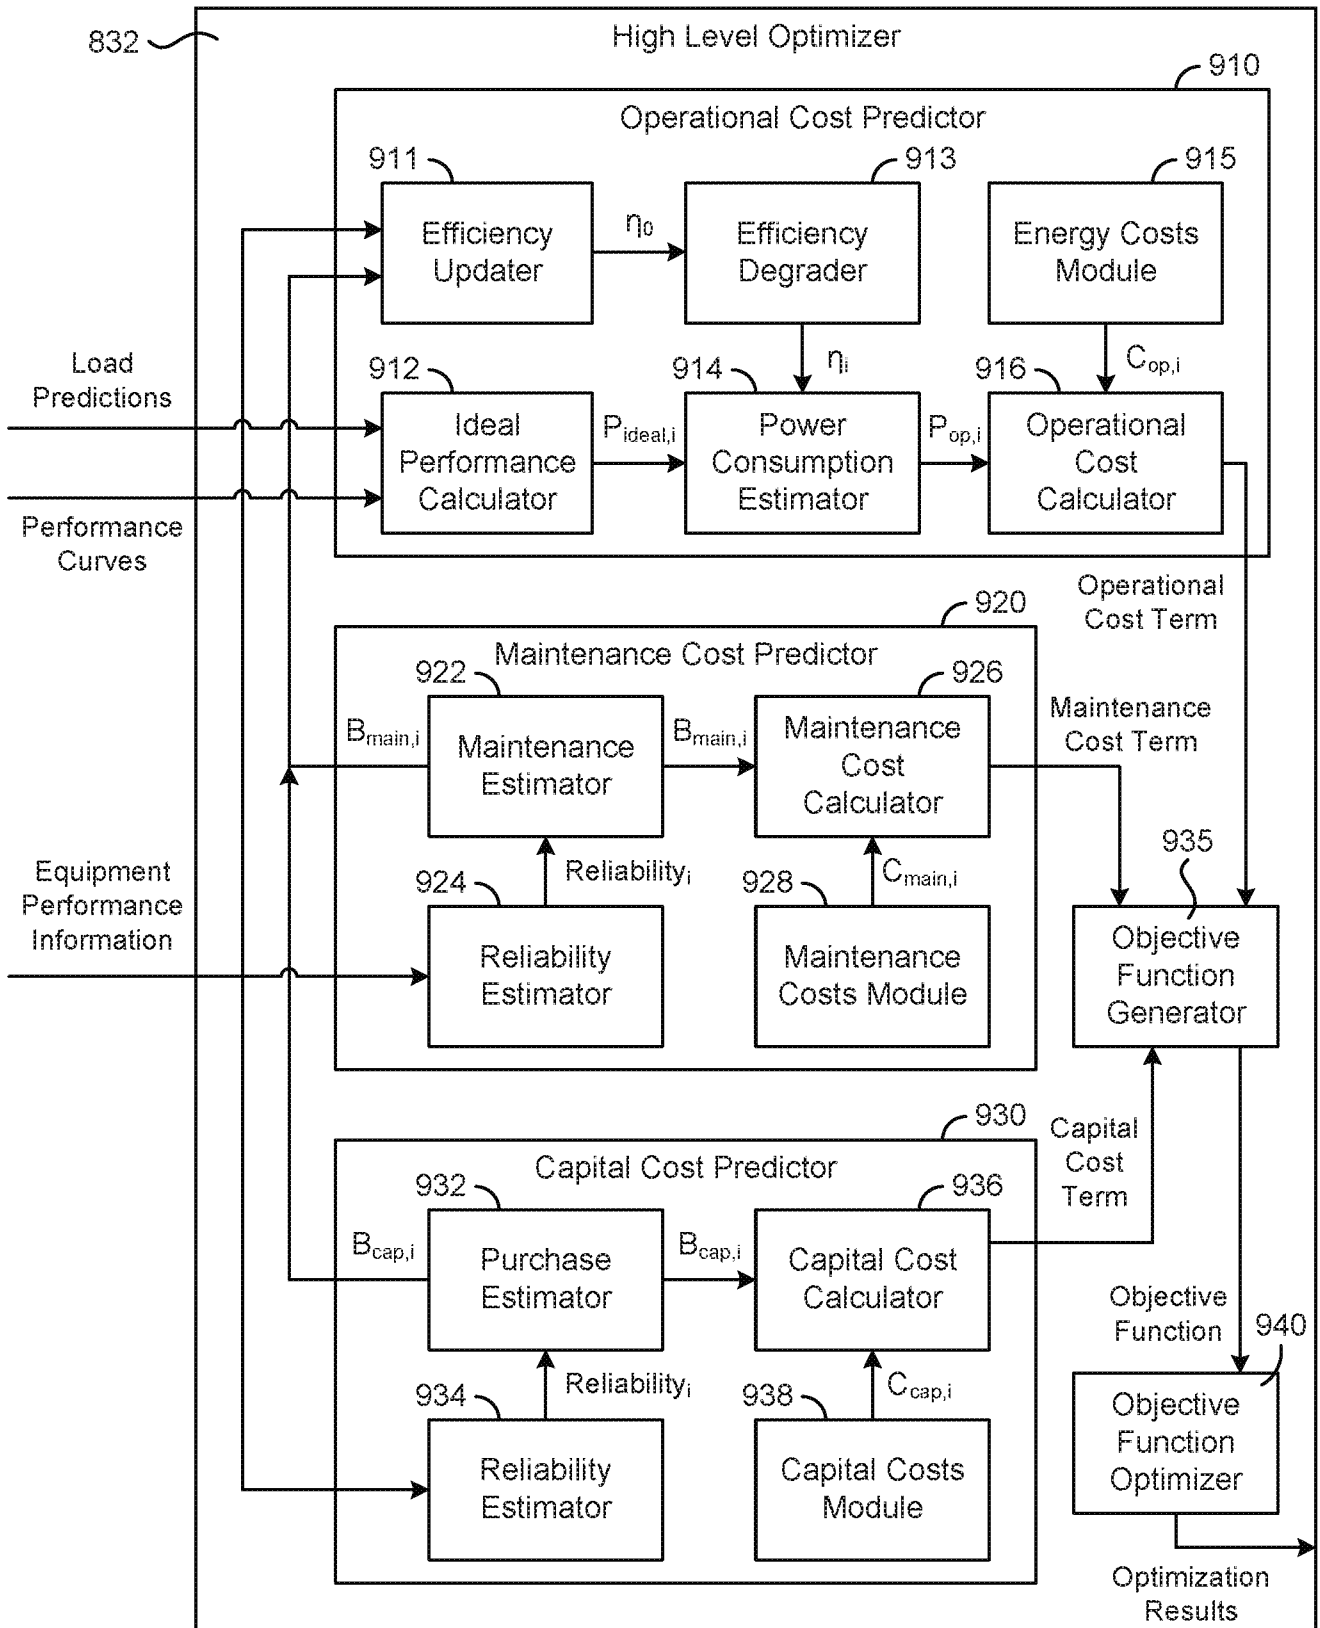 832
High Level Optimizer
910
Operational Cost Predictor
911
913
915
Efficiency
Updater
η0
Efficiency
Degrader
Energy Costs
Module
Load
Predictions
912
914
ηi
916
Cop,i
Ideal
Performance
Calculator
Pideal,i
Power
Consumption
Estimator
Pop,i
Operational
Cost
Calculator
Performance
Curves
Operational
Cost Term
920
Maintenance Cost Predictor
922
926
Bmain,i
Maintenance
Estimator
Bmain,i
Maintenance
Cost
Calculator
Maintenance
Cost Term
Equipment
Performance
Information
924
Reliabilityi
928
Cmain,i
935
Reliability
Estimator
Maintenance
Costs Module
Objective
Function
Generator
930
Capital Cost Predictor
Capital
Cost
Term
932
936
Bcap,i
Purchase
Estimator
Bcap,i
Capital Cost
Calculator
Objective
Function
940
934
Reliabilityi
938
Ccap,i
Reliability
Estimator
Capital Costs
Module
Objective
Function
Optimizer
Optimization
Results